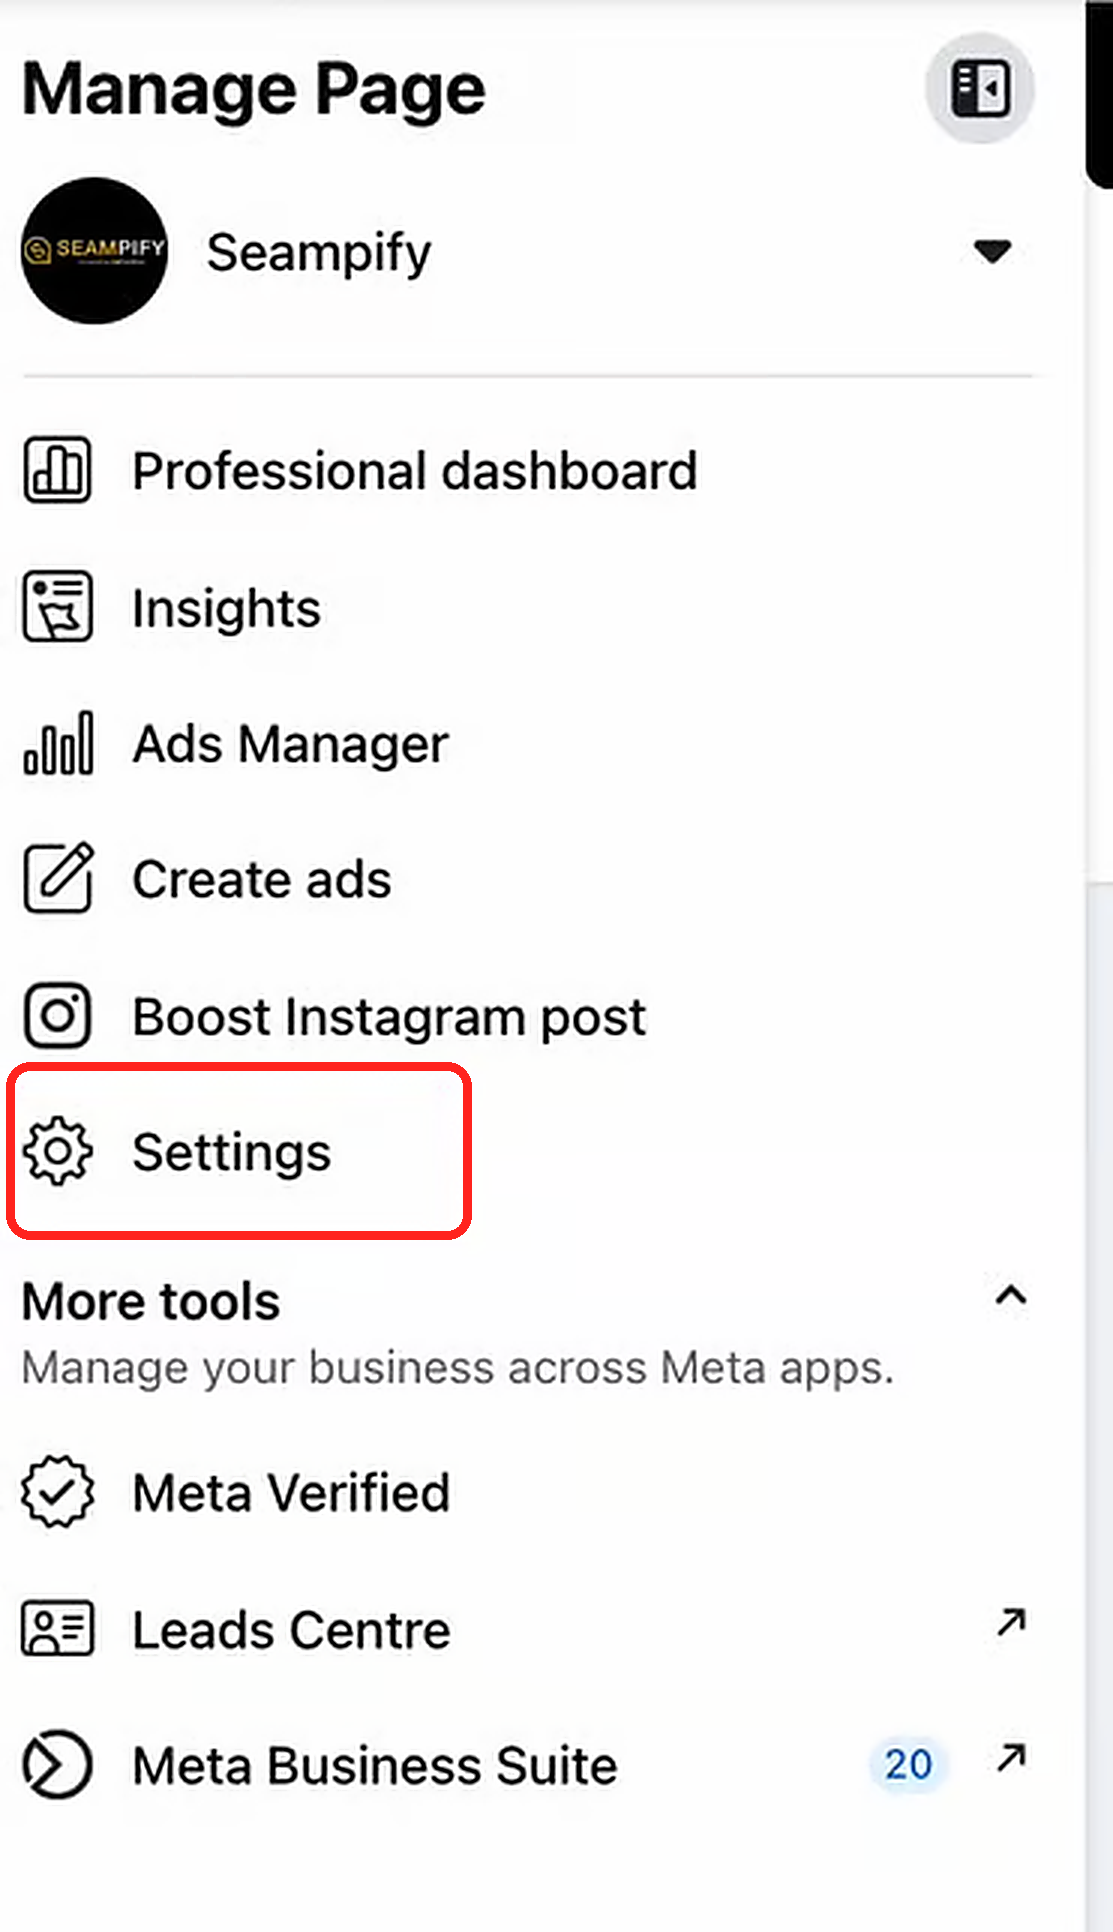 Manage Page
SEAMPIFY
Seampify
Professional dashboard
Insights
Ads Manager
Create ads
Boost Instagram post
Settings
More tools
Manage your business across Meta apps.
Meta Verified
Leads Centre
Meta Business Suite 20